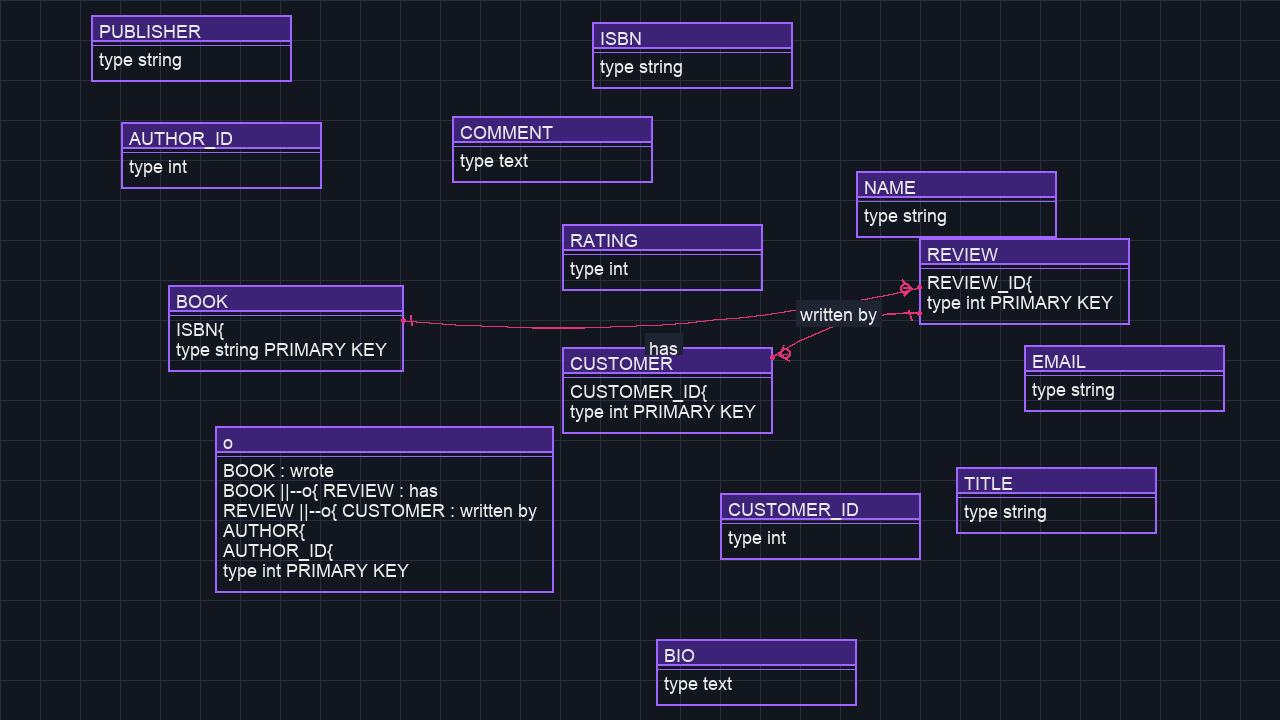 PUBLISHER
type string
ISBN
type string
AUTHOR_ID
type int
COMMENT
type text
NAME
type string
RATING
type int
REVIEW
REVIEW_ID{
type int PRIMARY KEY
BOOK
ISBN{
type string PRIMARY KEY
written by
has
CUSTOMER
CUSTOMER_ID{
type int PRIMARY KEY
EMAIL
type string
o
BOOK : wrote
BOOK ||--o{ REVIEW : has
REVIEW ||--o{ CUSTOMER : written by
AUTHOR{
AUTHOR_ID{
type int PRIMARY KEY
TITLE
type string
CUSTOMER_ID
type int
BIO
type text